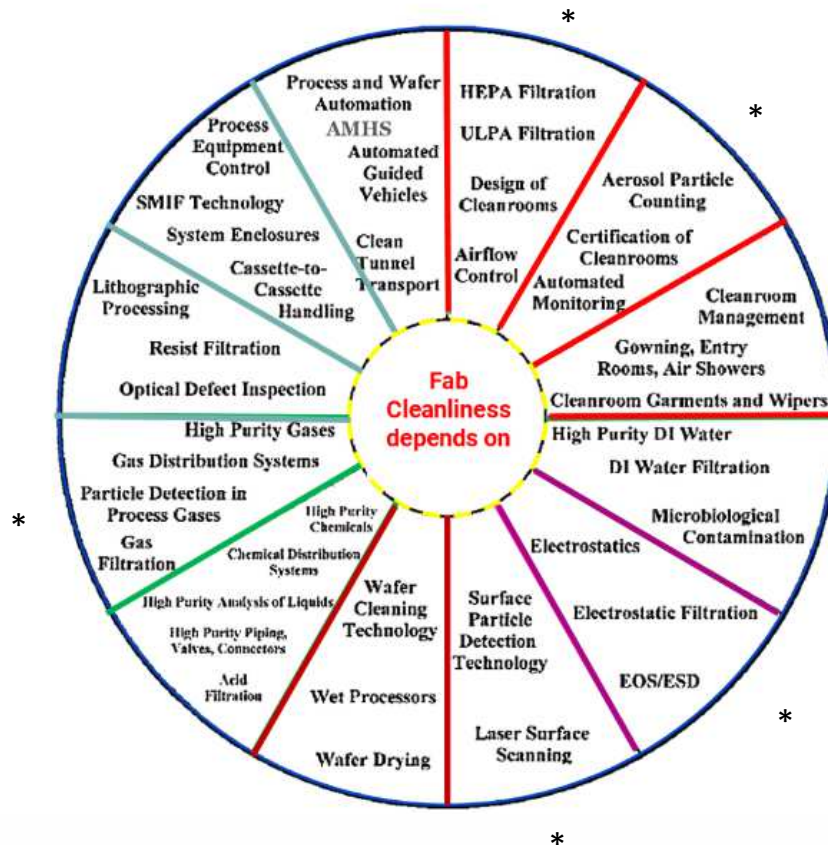 *
*
Process and Wafer
Automation
AMHS
Automated
Guided
Vehicles
Clean
Tunnel
Transport
HEPA Filtration
ULPA Filtration
Design of
Cleanrooms
Airflow
Control
Aerosol Particle
Counting
Certification of
Cleanrooms
Automated
Monitoring
Cleanroom
Management
Gowning, Entry
Rooms, Air Showers
Cleanroom Garments and Wipers
High Purity DI Water
DI Water Filtration
Microbiological
Contamination
Electrostatics
Electrostatic Filtration
EOS/ESD
*
Surface
Particle
Detection
Technology
Laser Surface
Scanning
*
Wafer
Cleaning
Technology
Wet Processors
Wafer Drying
High Purity
Chemicals
Chemical Distribution
Systems
High Purity Analysis of Liquids
High Purity Piping,
Valves, Connectors
Acid
Filtration
High Purity Gases
Gas Distribution Systems
Particle Detection in
Process Gases
Gas
Filtration
*
Lithographic
Processing
Resist Filtration
Optical Defect Inspection
Process
Equipment
Control
SMIF Technology
System Enclosures
Cassette-to-
Cassette
Handling
Fab
Cleanliness
depends on